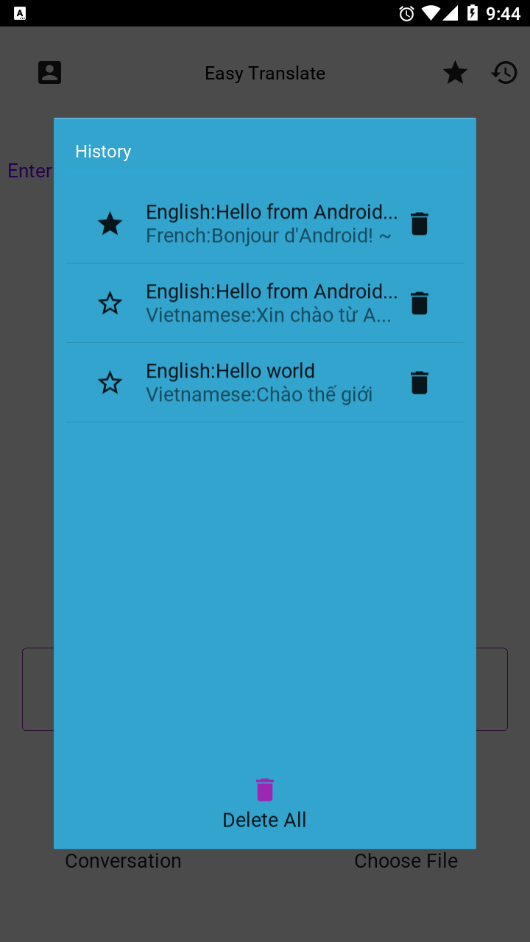 9:44
Easy Translate
Enter
History
English:Hello from Android...
French:Bonjour d'Android! ~
English:Hello from Android...
Vietnamese:Xin chào từ A...
English:Hello world
Vietnamese:Chào thế giới
Delete All
Conversation
Choose File